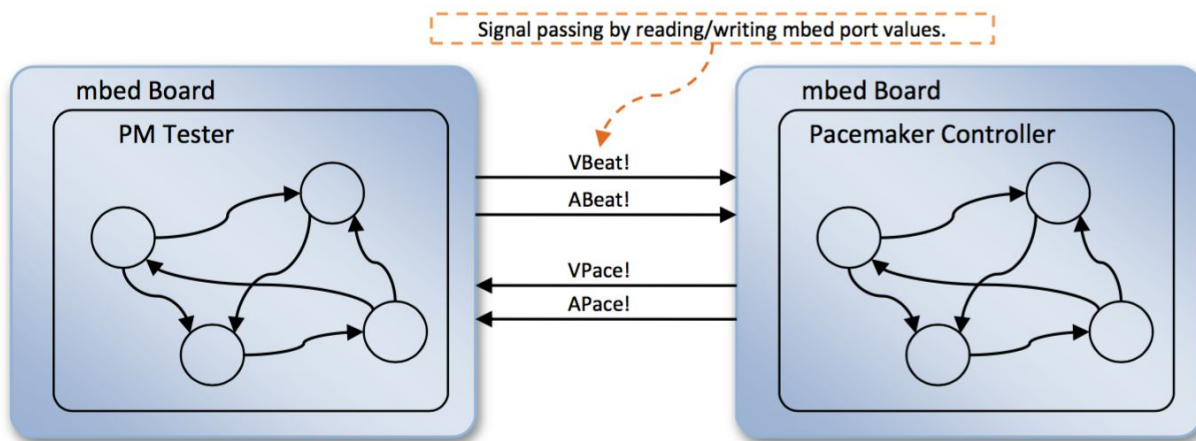 Signal passing by reading/writing mbed port values.
mbed Board
PM Tester
VBeat!
ABeat!
VPace!
APace!
mbed Board
Pacemaker Controller